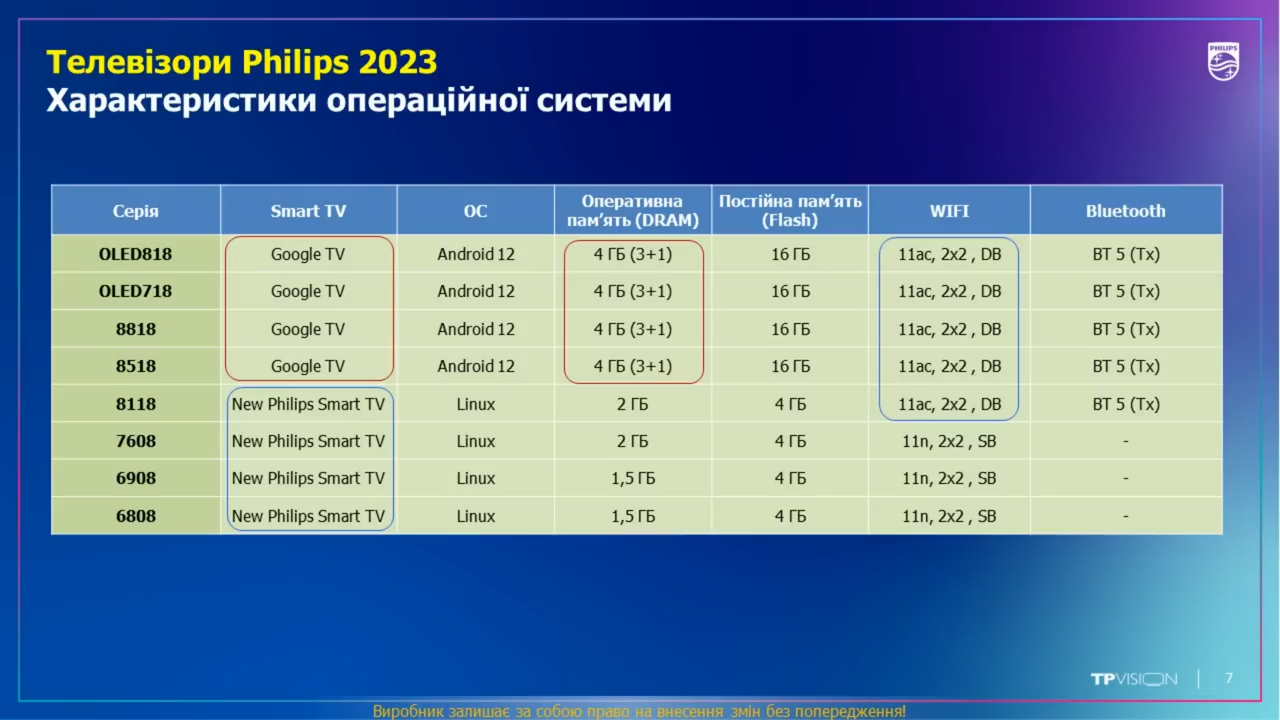 Телевізори Philips 2023
Характеристики операційної системи
PHILIPS
Серія Smart TV ОС Оперативна пам’ять (DRAM) Постійна пам’ять (Flash) WIFI Bluetooth
OLED818 Google TV Android 12 4 ГБ (3+1) 16 ГБ 11ac, 2x2 , DB BT 5 (Tx)
OLED718 Google TV Android 12 4 ГБ (3+1) 16 ГБ 11ac, 2x2 , DB BT 5 (Tx)
8818 Google TV Android 12 4 ГБ (3+1) 16 ГБ 11ac, 2x2 , DB BT 5 (Tx)
8518 Google TV Android 12 4 ГБ (3+1) 16 ГБ 11ac, 2x2 , DB BT 5 (Tx)
8118 New Philips Smart TV Linux 2 ГБ 4 ГБ 11ac, 2x2 , DB BT 5 (Tx)
7608 New Philips Smart TV Linux 2 ГБ 4 ГБ 11n, 2x2 , SB -
6908 New Philips Smart TV Linux 1,5 ГБ 4 ГБ 11n, 2x2 , SB -
6808 New Philips Smart TV Linux 1,5 ГБ 4 ГБ 11n, 2x2 , SB -
TPVISION 7
Виробник залишає за собою право на внесення змін без попередження!